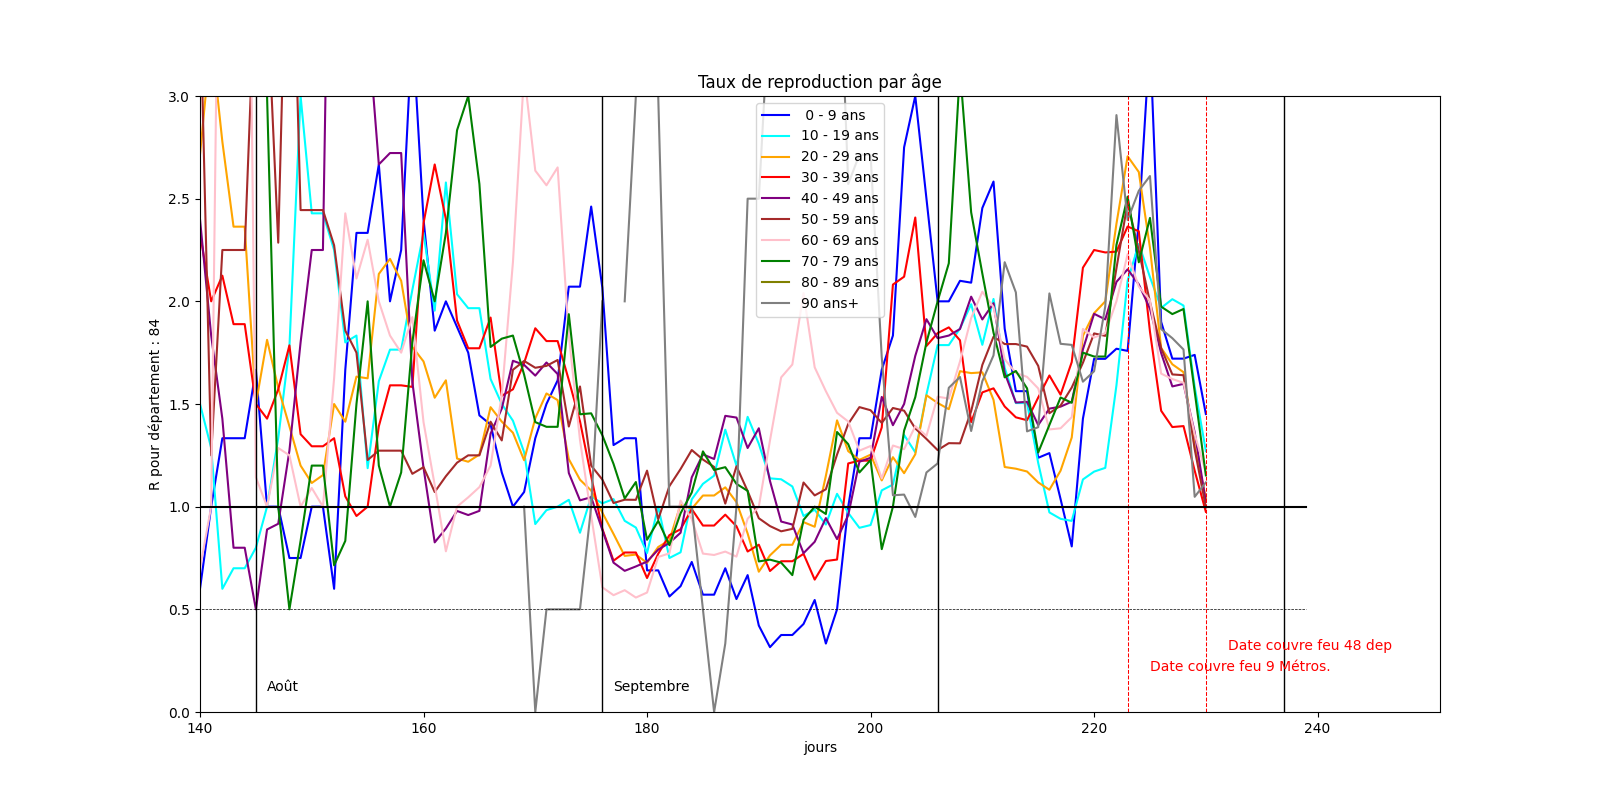 Taux de reproduction par âge
R pour département : 84
3.0
2.5
2.0
1.5
1.0
0.5
0.0
0 - 9 ans
10 - 19 ans
20 - 29 ans
30 - 39 ans
40 - 49 ans
50 - 59 ans
60 - 69 ans
70 - 79 ans
80 - 89 ans
90 ans+
Date couvre feu 48 dep
Date couvre feu 9 Métros.
Août
Septembre
140
160
180
200
220
240
jours